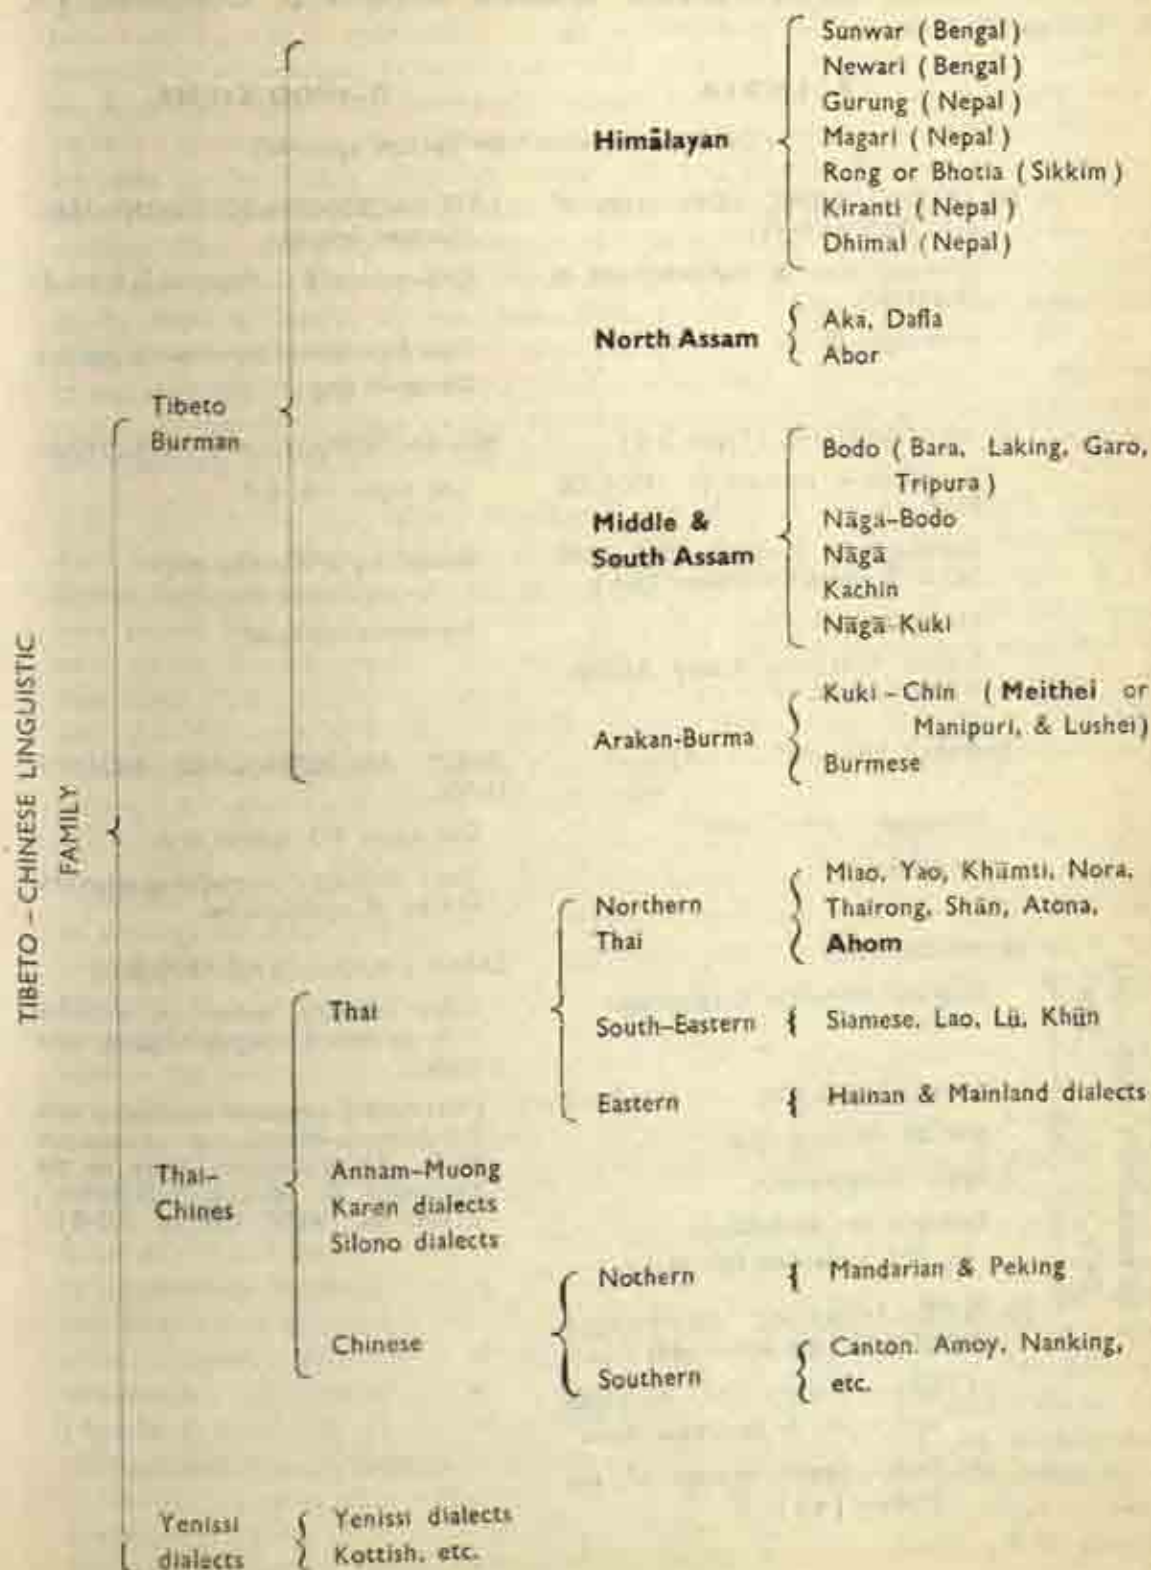 TIBETO – CHINESE LINGUISTIC
FAMILY
Tibeto
Burman
Himālayan
Sunwar ( Bengal )
Newari ( Bengal )
Gurung ( Nepal )
Magari ( Nepal )
Rong or Bhotia ( Sikkim )
Kiranti ( Nepal )
Dhimal ( Nepal )
North Assam
Aka, Dafla
Abor
Middle &
South Assam
Bodo ( Bara, Laking, Garo,
Tripura )
Nāgā–Bodo
Nāgā
Kachin
Nāgā–Kuki
Arakan-Burma
Kuki – Chin ( Meithei or
Manipuri, & Lushei)
Burmese
Thai–
Chines
Thai
Northern
Thai
Miao, Yao, Khāmti, Nora,
Thairong, Shān, Atona,
Ahom
South–Eastern
Siamese, Lao, Lü, Khün
Eastern
Hainan & Mainland dialects
Annam–Muong
Karen dialects
Silono dialects
Chinese
Nothern
Mandarian & Peking
Southern
Canton. Amoy, Nanking,
etc.
Yenissi
dialects
Yenissi dialects
Kottish, etc.